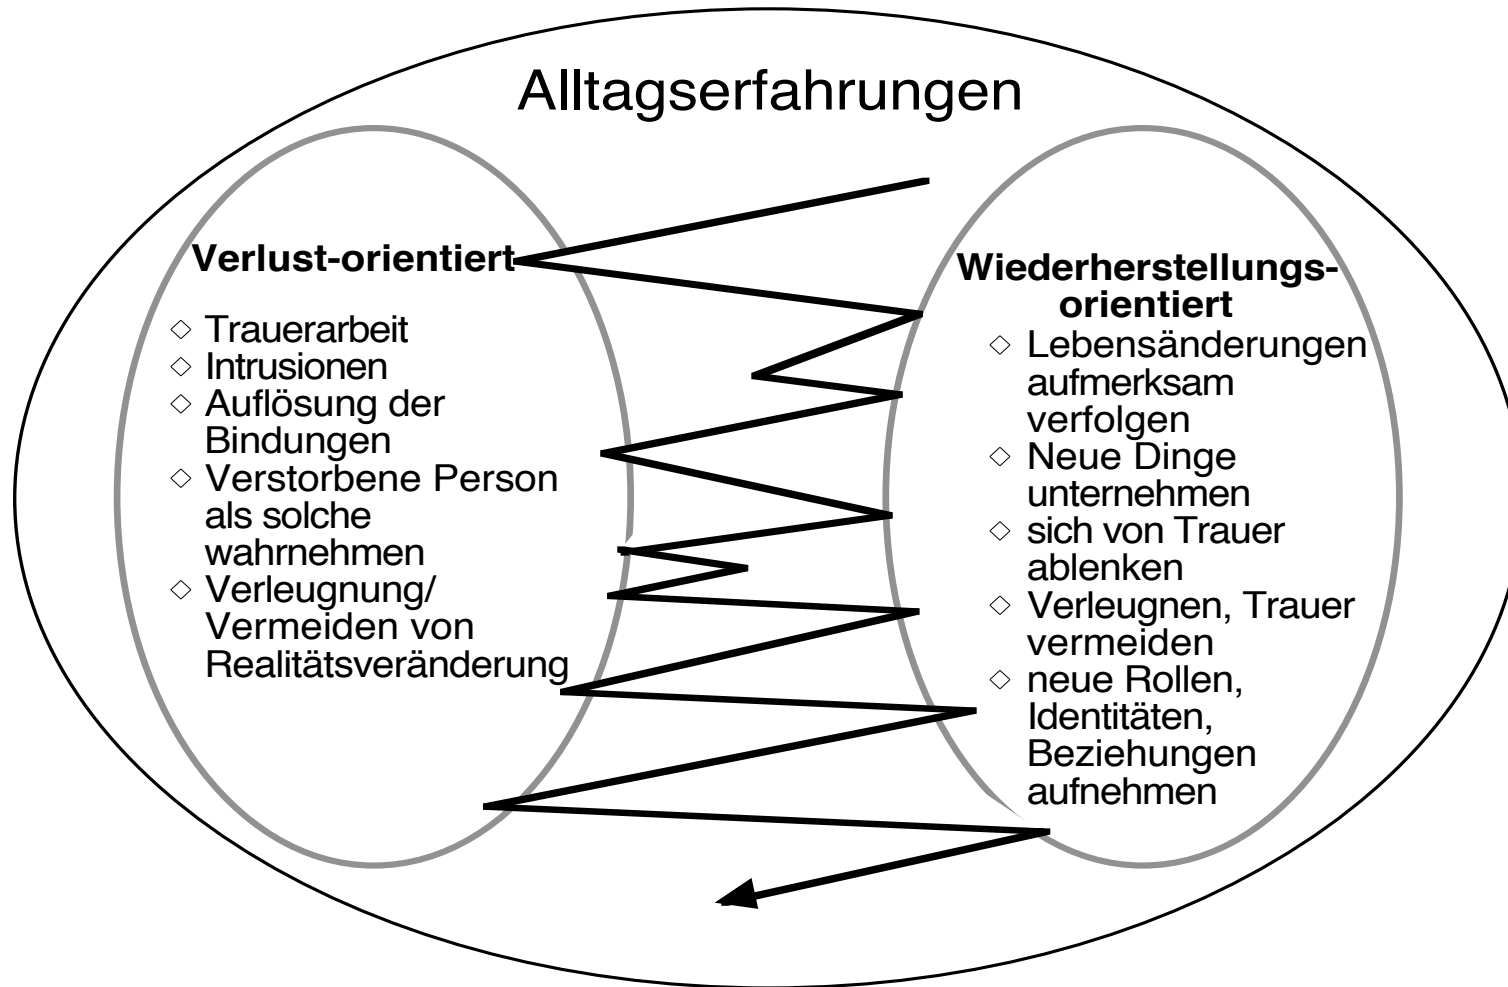 Alltagserfahrungen
Verlust-orientiert
◇ Trauerarbeit
◇ Intrusionen
◇ Auflösung der
Bindungen
◇ Verstorbene Person
als solche
wahrnehmen
◇ Verleugnung/
Vermeiden von
Realitätsveränderung
Wiederherstellungs-
orientiert
◇ Lebensänderungen
aufmerksam
verfolgen
◇ Neue Dinge
unternehmen
◇ sich von Trauer
ablenken
◇ Verleugnen, Trauer
vermeiden
◇ neue Rollen,
Identitäten,
Beziehungen
aufnehmen